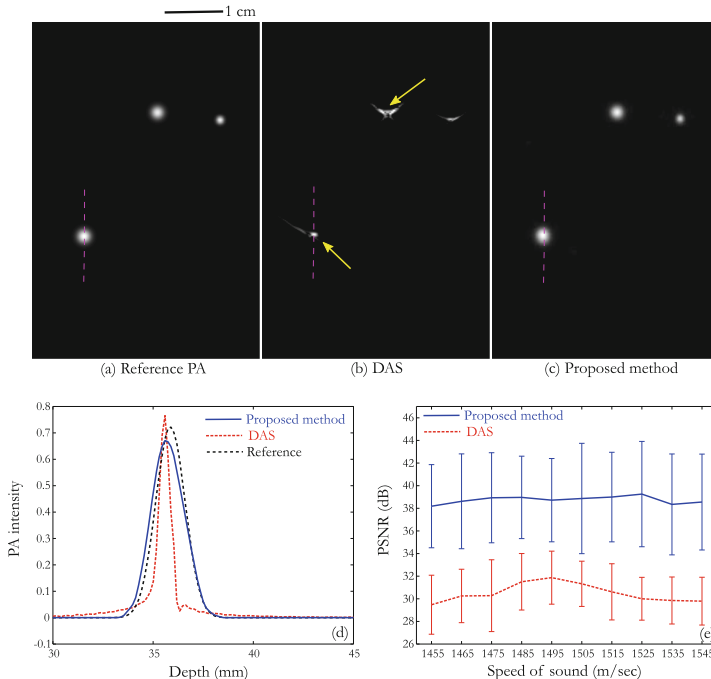 1 cm
(a) Reference PA
(b) DAS
(c) Proposed method
0.8
0.7
0.6
0.5
0.4
0.3
0.2
0.1
0
-0.1
PA intensity
Proposed method
DAS
Reference
(d)
30 35 40 45
Depth (mm)
46
44
42
40
38
36
34
32
30
28
26
PSNR (dB)
Proposed method
DAS
(e)
1455 1465 1475 1485 1495 1505 1515 1525 1535 1545
Speed of sound (m/sec)